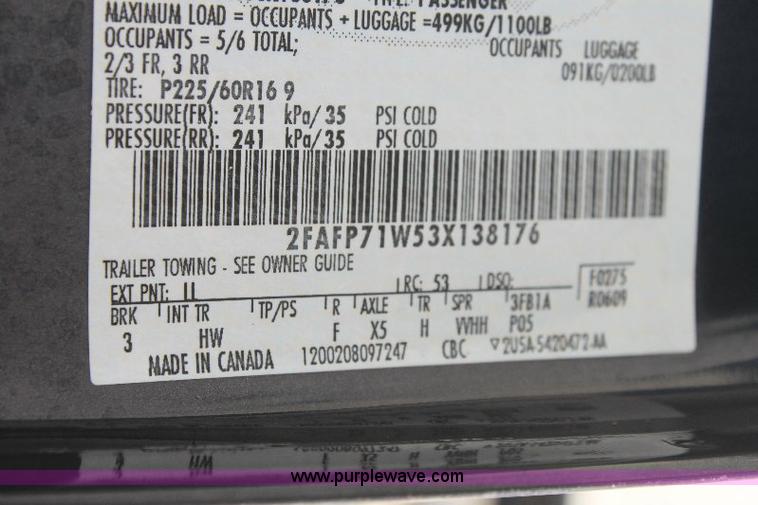 PASSENGER
MAXIMUM LOAD = OCCUPANTS + LUGGAGE =499KG/1100LB
OCCUPANTS = 5/6 TOTAL; OCCUPANTS LUGGAGE
2/3 FR, 3 RR 091KG/0200LB
TIRE: P225/60R16 9
PRESSURE(FR): 241 kPa/35 PSI COLD
PRESSURE(RR): 241 kPa/35 PSI COLD
2FAFP71W53X138176
TRAILER TOWING - SEE OWNER GUIDE
EXT PNT: RC: 53 DSO: F0275
BRK INT TR TP/PS R AXLE TR SPR 3FB1A R0609
3 HW F X5 H VVHH P05
MADE IN CANADA 1200208097247 CBC 2U5A-5420472-AA
www.purplewave.com